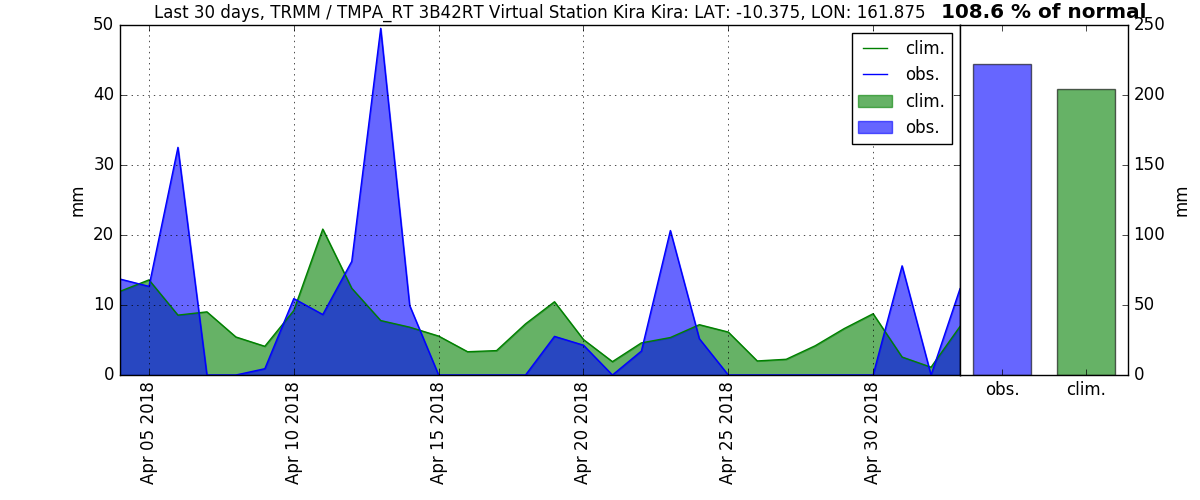 Last 30 days, TRMM / TMPA_RT 3B42RT Virtual Station Kira Kira: LAT: -10.375, LON: 161.875 108.6 % of normal
50 250
clim.
obs.
clim.
obs.
40 200
30 150
mm mm
20 100
10 50
0 0
obs. clim.
Apr 05 2018 Apr 10 2018 Apr 15 2018 Apr 20 2018 Apr 25 2018 Apr 30 2018